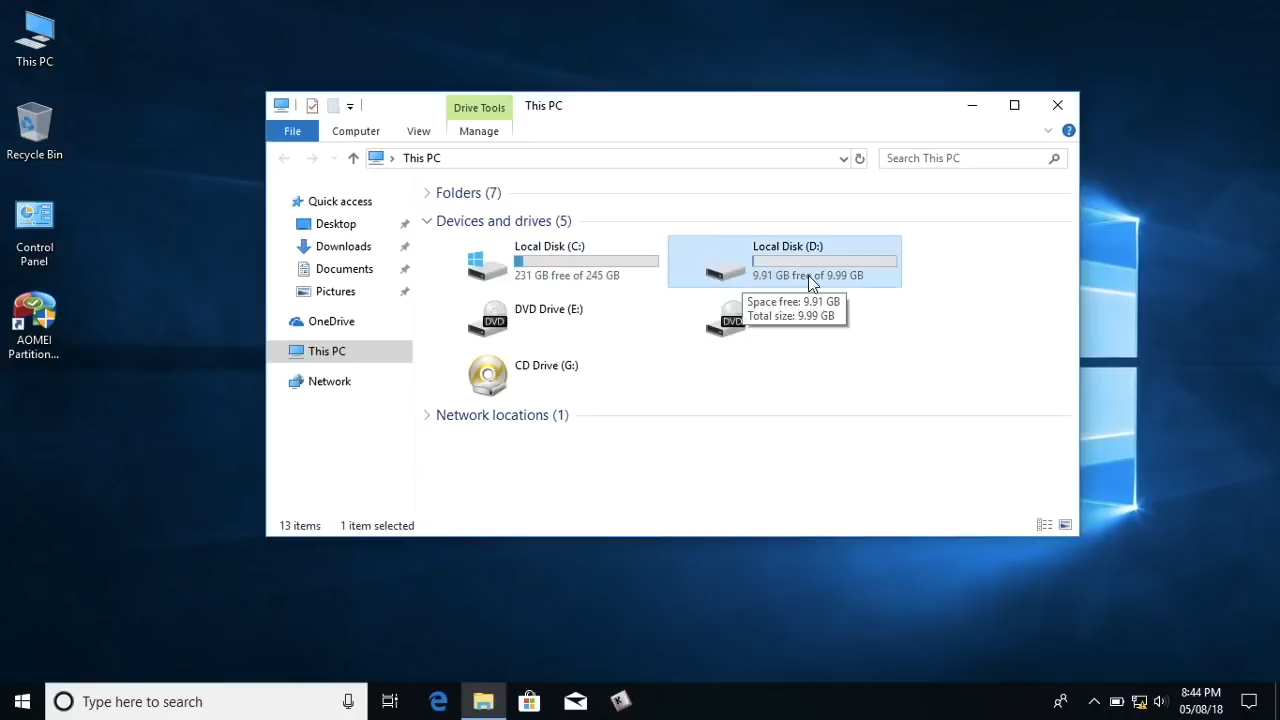 This PC
Recycle Bin
Control
Panel
AOMEI
Partition...
Drive Tools
This PC
File
Computer
View
Manage
This PC
Search This PC
Quick access
Desktop
Downloads
Documents
Pictures
OneDrive
This PC
Network
Folders (7)
Devices and drives (5)
Local Disk (C:)
231 GB free of 245 GB
Local Disk (D:)
9.91 GB free of 9.99 GB
Space free: 9.91 GB
Total size: 9.99 GB
DVD Drive (E:)
DVD
DVD
CD Drive (G:)
Network locations (1)
13 items
1 item selected
Type here to search
8:44 PM
05/08/18